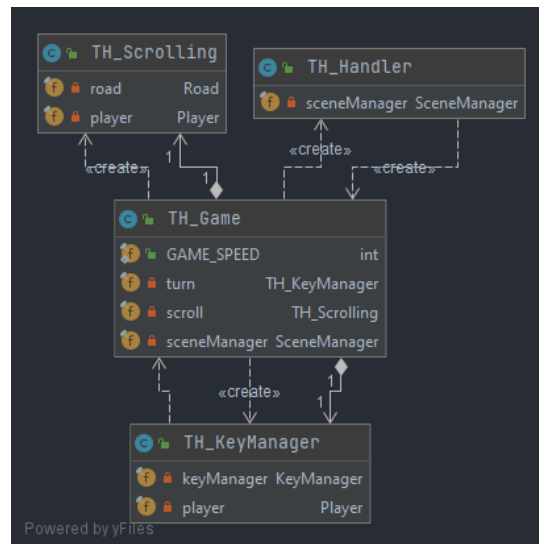 TH_Scrolling
road Road
player Player
TH_Handler
sceneManager SceneManager
«create»
1
1
«create»
TH_Game
GAME_SPEED int
turn TH_KeyManager
scroll TH_Scrolling
sceneManager SceneManager
«create»
1
1
TH_KeyManager
keyManager KeyManager
player Player
Powered by yFiles